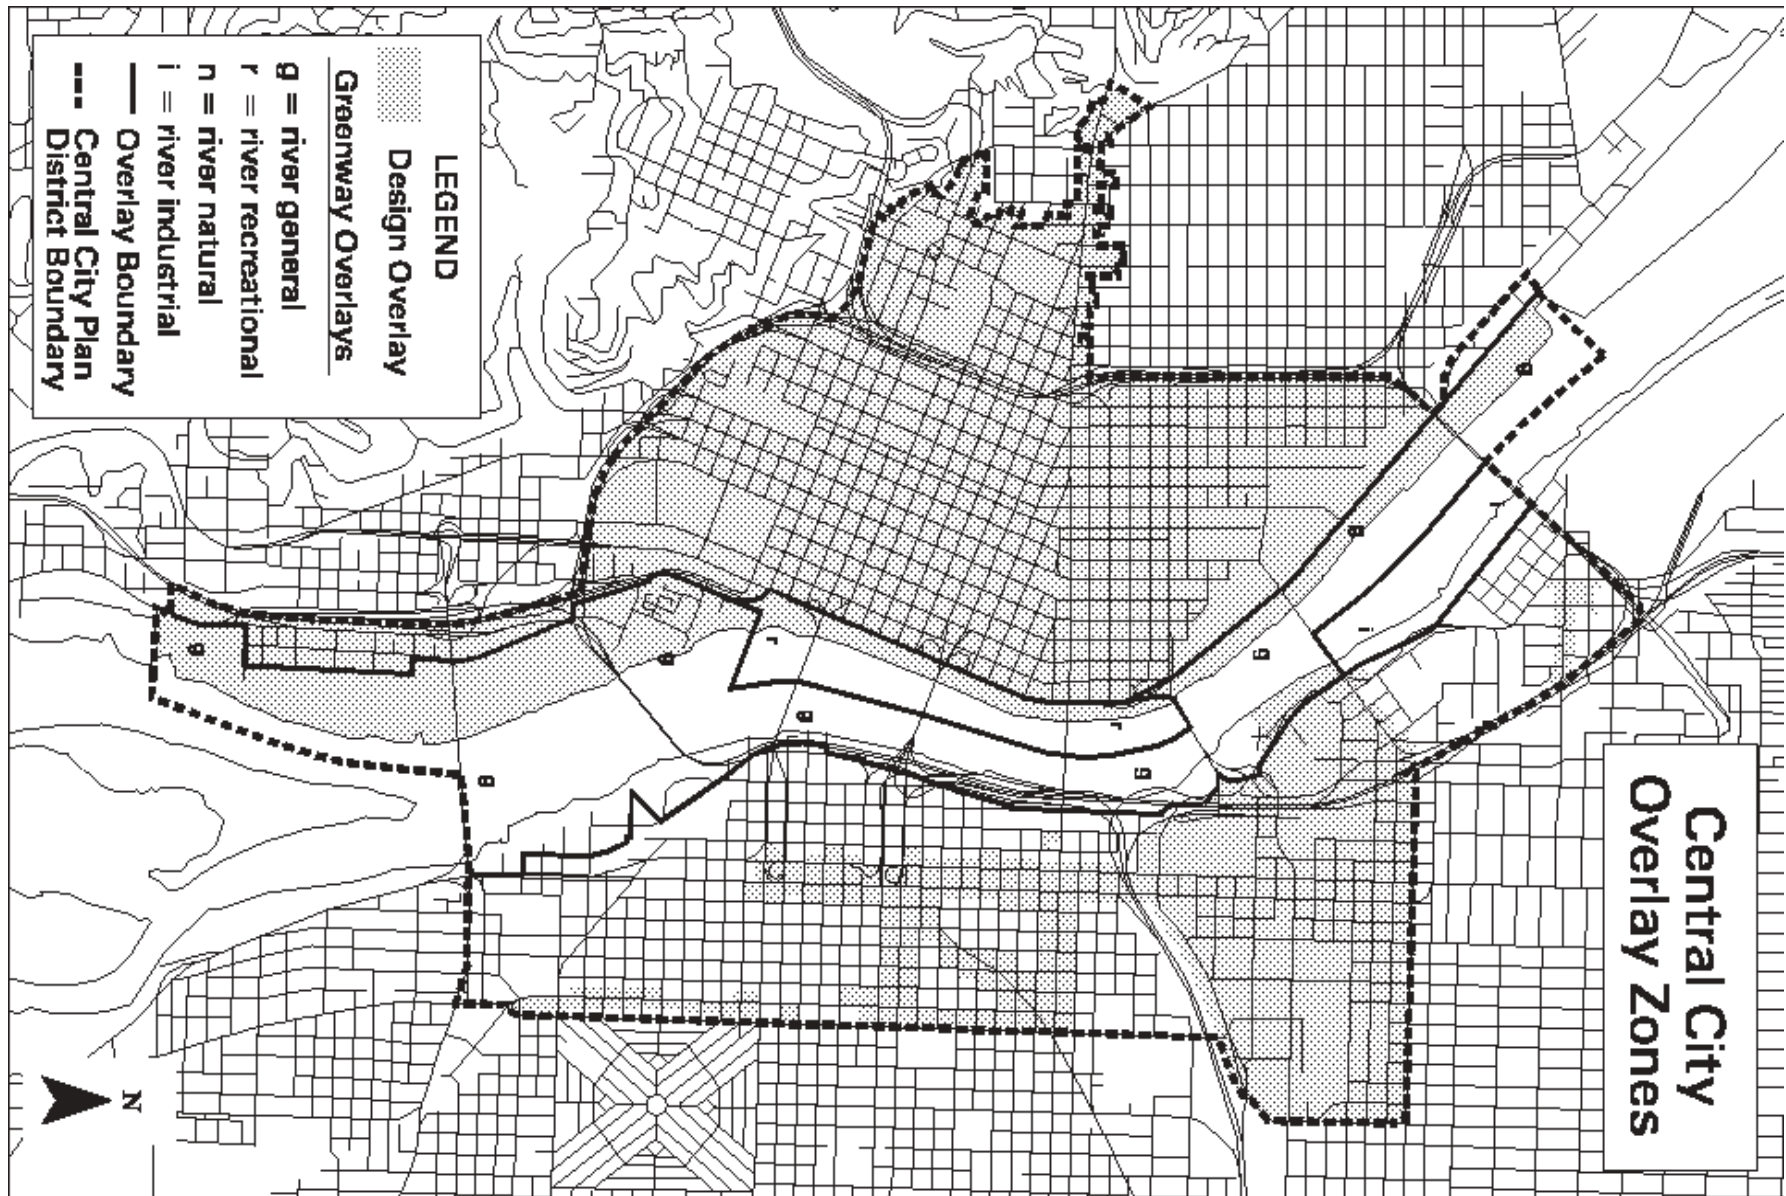 Central City
Overlay Zones
g
r
i
g
g
g
r
g
r
g
g
g
LEGEND
Design Overlay
Greenway Overlays
g = river general
r = river recreational
n = river natural
i = river industrial
Overlay Boundary
Central City Plan
District Boundary
N